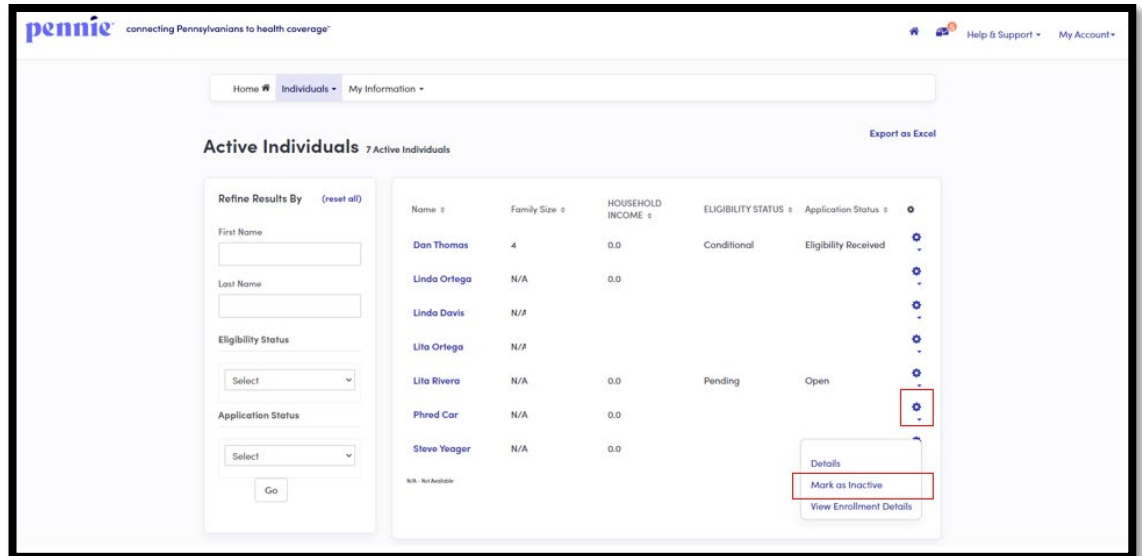 pennie® connecting Pennsylvanians to health coverage™
6 Help & Support My Account
Home Individuals My Information
Export as Excel
Active Individuals 7 Active Individuals
Refine Results By (reset all)
First Name
Last Name
Eligibility Status
Select
Application Status
Select
Go
Name Family Size HOUSEHOLD INCOME ELIGIBILITY STATUS Application Status
Dan Thomas 4 0.0 Conditional Eligibility Received
Linda Ortega N/A 0.0
Linda Davis N/A
Lita Ortega N/A
Lita Rivera N/A 0.0 Pending Open
Phred Car N/A 0.0
Steve Yeager N/A 0.0
N/A - Not Available
Details
Mark as Inactive
View Enrollment Details